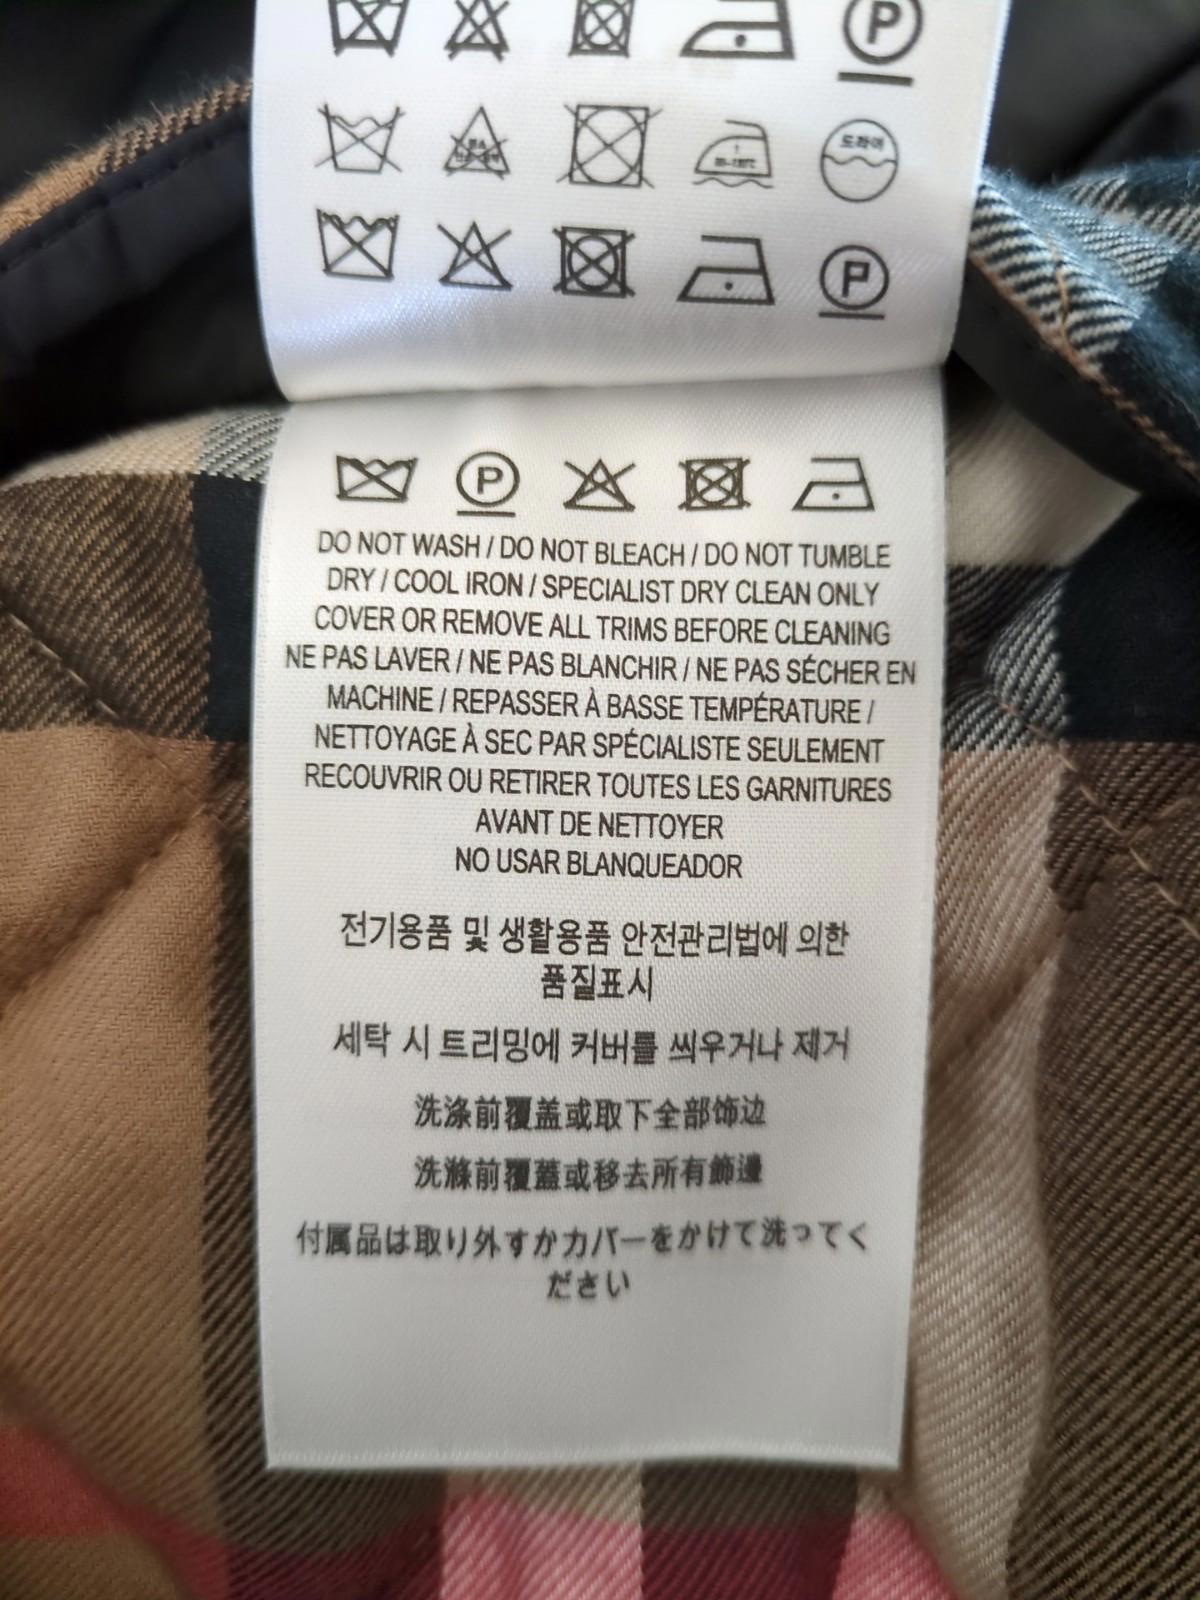 P
드라이
P
P
DO NOT WASH / DO NOT BLEACH / DO NOT TUMBLE
DRY / COOL IRON / SPECIALIST DRY CLEAN ONLY
COVER OR REMOVE ALL TRIMS BEFORE CLEANING
NE PAS LAVER / NE PAS BLANCHIR / NE PAS SÉCHER EN
MACHINE / REPASSER À BASSE TEMPÉRATURE /
NETTOYAGE À SEC PAR SPÉCIALISTE SEULEMENT
RECOUVRIR OU RETIRER TOUTES LES GARNITURES
AVANT DE NETTOYER
NO USAR BLANQUEADOR
전기용품 및 생활용품 안전관리법에 의한
품질표시
세탁 시 트리밍에 커버를 씌우거나 제거
洗涤前覆盖或取下全部饰边
洗滌前覆蓋或移去所有飾邊
付属品は取り外すかカバーをかけて洗ってく
ださい